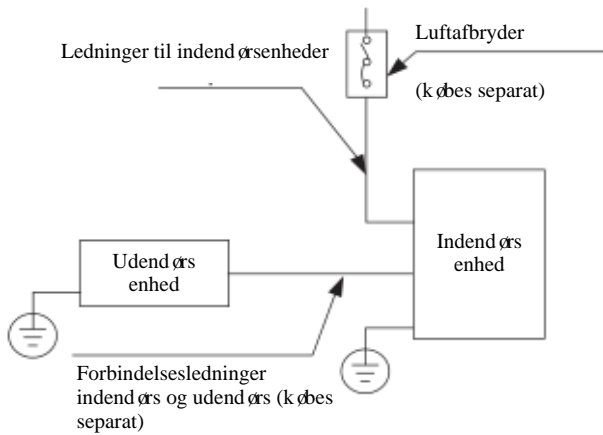 Luftafbryder
Ledninger til indendørsenheder
(købes separat)
Indendørs
enhed
Udendørs
enhed
Forbindelsesledninger
indendørs og udendørs (købes
separat)